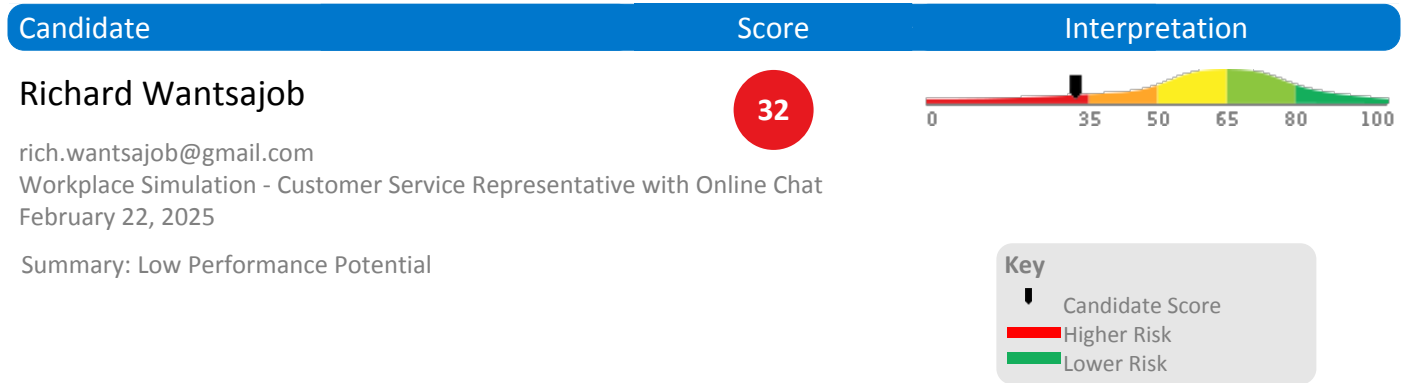 Candidate Score Interpretation
Richard Wantsajob
32
0 35 50 65 80 100
rich.wantsajob@gmail.com
Workplace Simulation - Customer Service Representative with Online Chat
February 22, 2025
Summary: Low Performance Potential
Key
Candidate Score
Higher Risk
Lower Risk